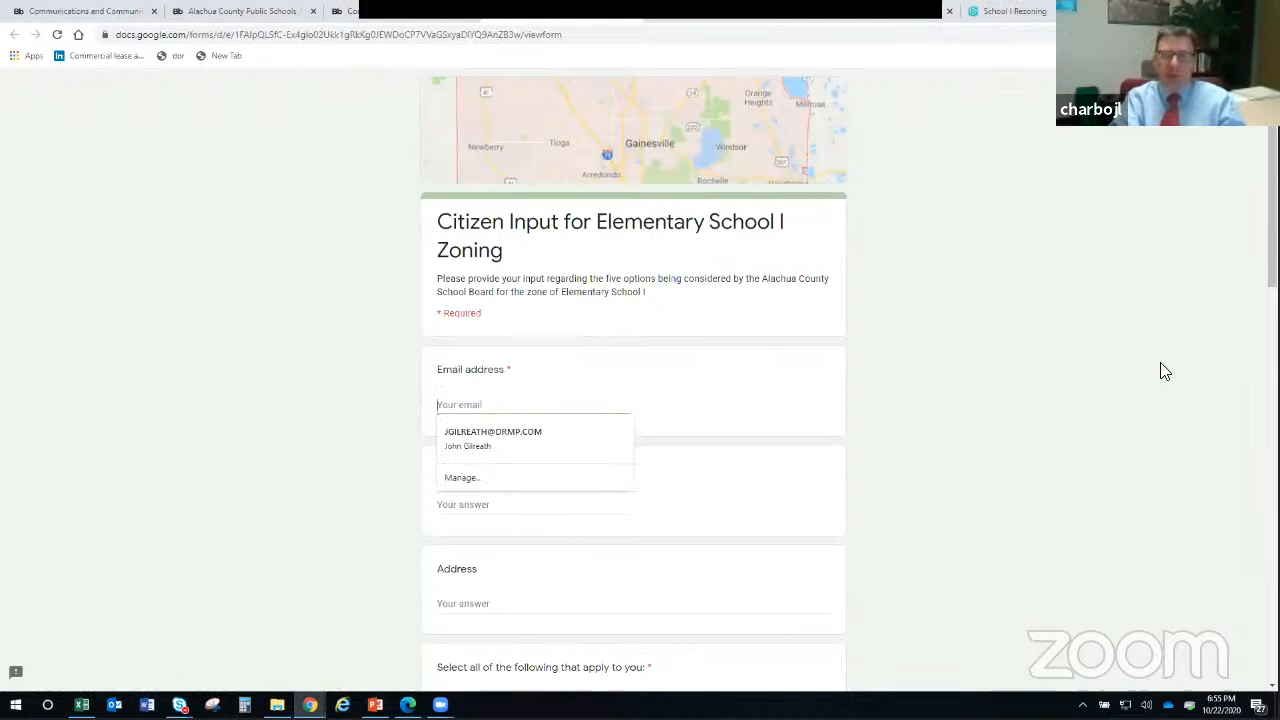 Communications and Communi
Alachua County Public Schools
Co
School I Rezoning
docs.google.com/forms/d/e/1FAIpQLSfC-Ex4gIo02Ukk1gRkKg0JEWDoCP7VVaGSxyaDIYQ9AnZB3w/viewform
Apps
Commercial lease a...
dor
New Tab
charbojl
Orange
Heights
Melrose
Newberry
Tioga
Gainesville
Windsor
Arredondo
Rochelle
Citizen Input for Elementary School I
Zoning
Please provide your input regarding the five options being considered by the Alachua County
School Board for the zone of Elementary School I
* Required
Email address *
Your email
JGILREATH@DRMP.COM
John Gilreath
Manage...
Your answer
Address
Your answer
Select all of the following that apply to you: *
zoom
6:55 PM
10/22/2020
27